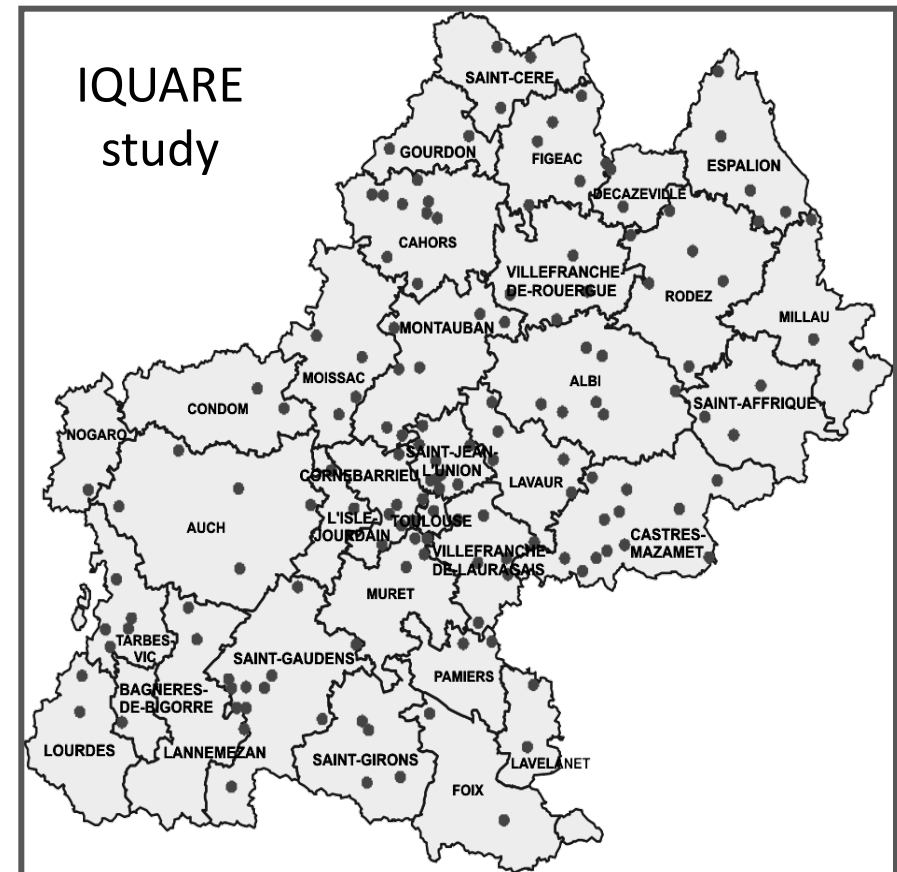 IQUARE
study
SAINT-CERE
GOURDON
FIGEAC
ESPALION
DECAZEVILLE
CAHORS
VILLEFRANCHE-
DE-ROUERGUE
RODEZ
MILLAU
MONTAUBAN
MOISSAC
ALBI
SAINT-AFFRIQUE
CONDOM
NOGARO
SAINT-JEAN-
L'UNION
CORNEBARRIEU
LAVAUR
AUCH
L'ISLE-
JOURDAIN
TOULOUSE
CASTRES-
MAZAMET
VILLEFRANCHE-
DE-LAURAGAIS
MURET
TARBES-
VIC
SAINT-GAUDENS
PAMIERS
BAGNERES-
DE-BIGORRE
LOURDES
LANNEMEZAN
SAINT-GIRONS
LAVELANET
FOIX